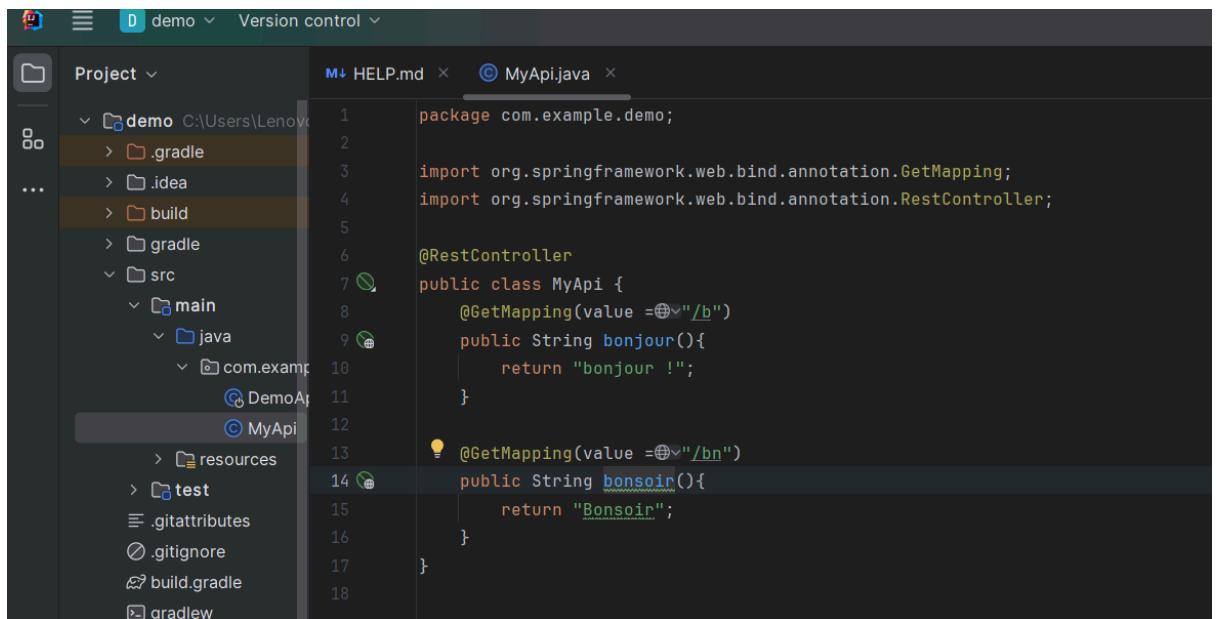 D demo Version control
Project
M↓ HELP.md × © MyApi.java ×
demo C:\Users\Lenovo
.gradle
.idea
build
gradle
src
main
java
com.examp
DemoAp
MyApi
resources
test
.gitattributes
.gitignore
build.gradle
gradlew
1 package com.example.demo;
2
3 import org.springframework.web.bind.annotation.GetMapping;
4 import org.springframework.web.bind.annotation.RestController;
5
6 @RestController
7 public class MyApi {
8 @GetMapping(value ="/b")
9 public String bonjour(){
10 return "bonjour !";
11 }
12
13 @GetMapping(value ="/bn")
14 public String bonsoir(){
15 return "Bonsoir";
16 }
17 }
18